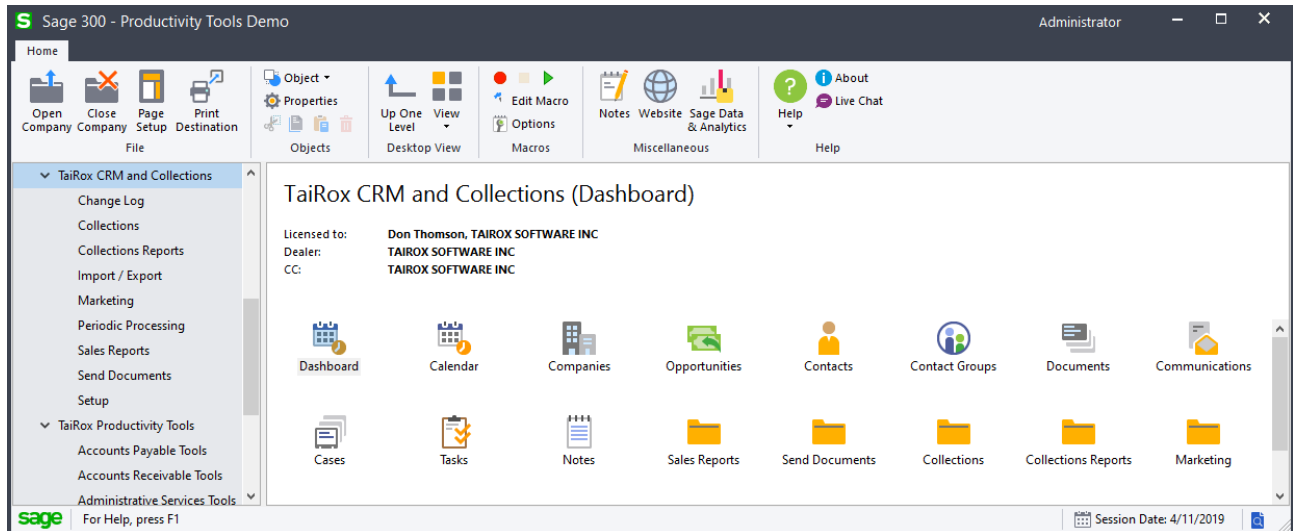 S Sage 300 - Productivity Tools Demo
Administrator
Home
Open Company
Close Company
Page Setup
Print Destination
File
Object
Properties
Objects
Up One Level
View
Desktop View
Edit Macro
Options
Macros
Notes
Website
Sage Data & Analytics
Miscellaneous
? Help
About
Live Chat
Help
TaiRox CRM and Collections
Change Log
Collections
Collections Reports
Import / Export
Marketing
Periodic Processing
Sales Reports
Send Documents
Setup
TaiRox Productivity Tools
Accounts Payable Tools
Accounts Receivable Tools
Administrative Services Tools
TaiRox CRM and Collections (Dashboard)
Licensed to: Don Thomson, TAIROX SOFTWARE INC
Dealer: TAIROX SOFTWARE INC
CC: TAIROX SOFTWARE INC
Dashboard Calendar Companies Opportunities Contacts Contact Groups Documents Communications
Cases Tasks Notes Sales Reports Send Documents Collections Collections Reports Marketing
sage For Help, press F1
Session Date: 4/11/2019